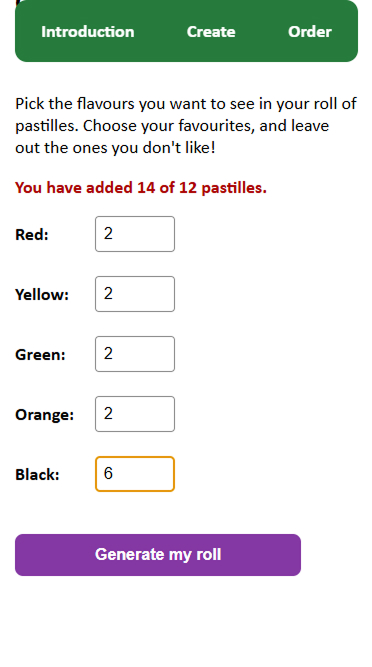 Introduction Create Order
Pick the flavours you want to see in your roll of
pastilles. Choose your favourites, and leave
out the ones you don't like!
You have added 14 of 12 pastilles.
Red: 2
Yellow: 2
Green: 2
Orange: 2
Black: 6
Generate my roll